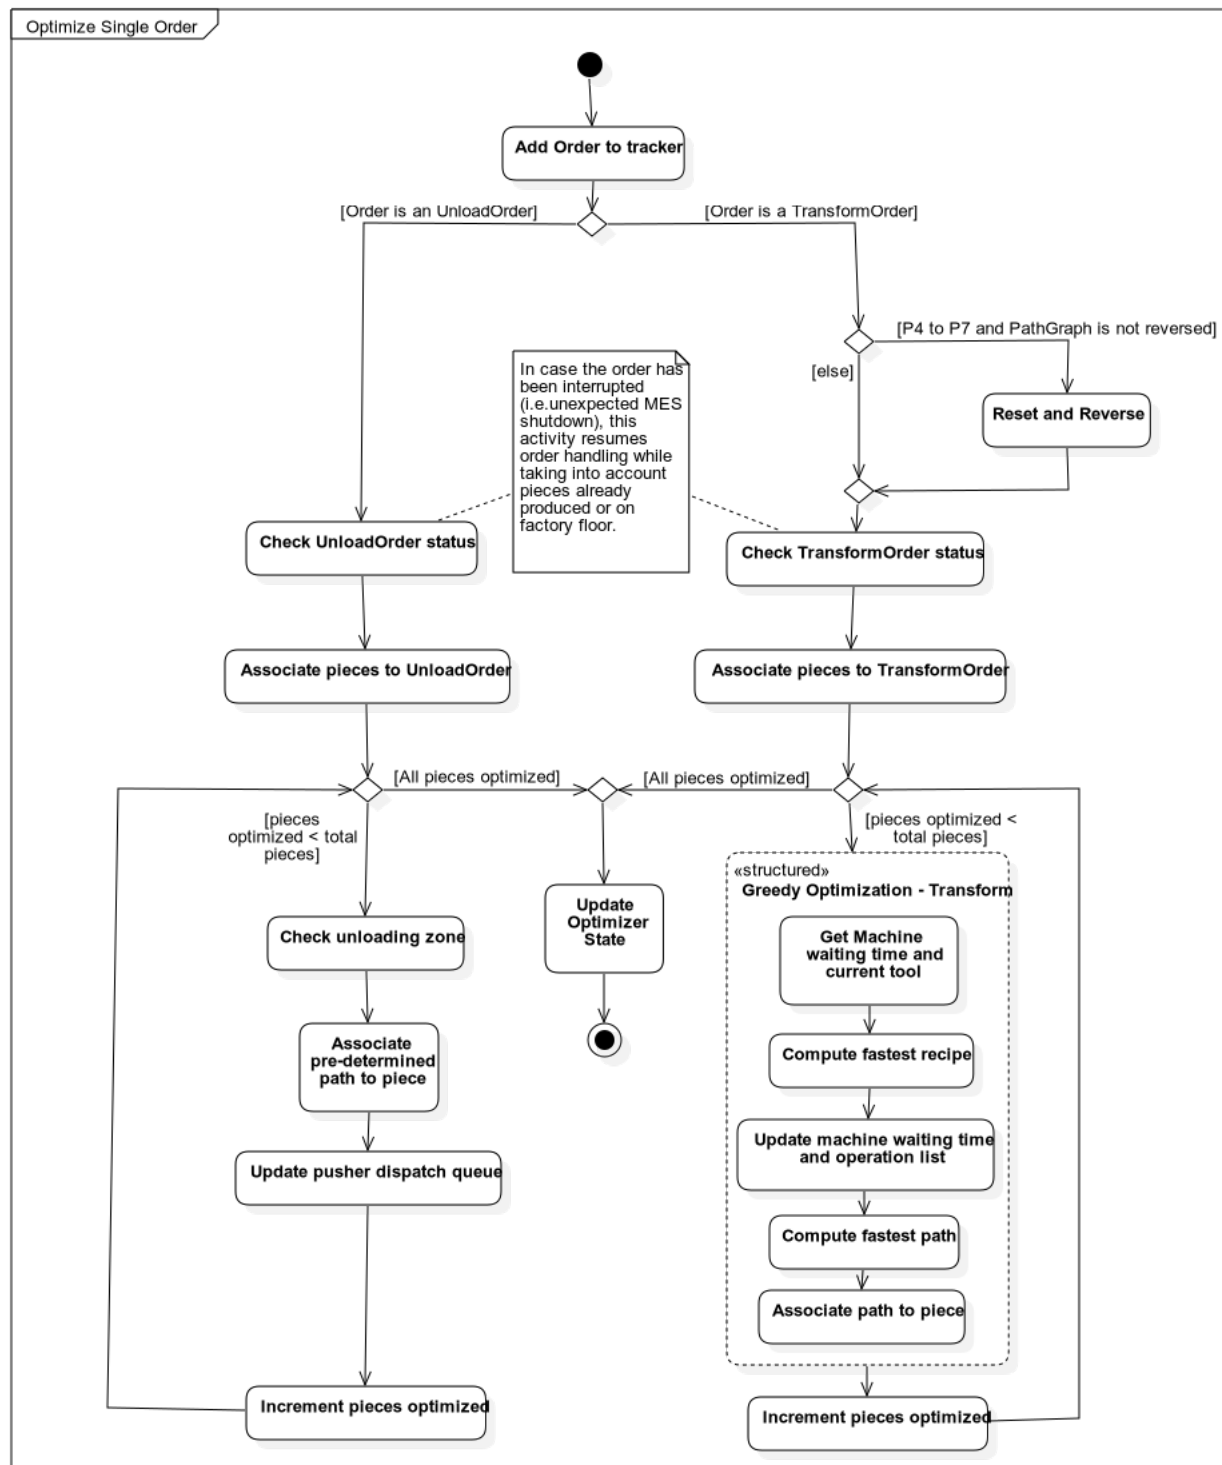 Optimize Single Order
Add Order to tracker
[Order is an UnloadOrder]
[Order is a TransformOrder]
[P4 to P7 and PathGraph is not reversed]
[else]
Reset and Reverse
In case the order has
been interrupted
(i.e.unexpected MES
shutdown), this
activity resumes
order handling while
taking into account
pieces already
produced or on
factory floor.
Check UnloadOrder status
Check TransformOrder status
Associate pieces to UnloadOrder
Associate pieces to TransformOrder
[All pieces optimized]
[All pieces optimized]
[pieces
optimized < total
pieces]
[pieces optimized <
total pieces]
«structured»
Greedy Optimization - Transform
Check unloading zone
Update
Optimizer
State
Get Machine
waiting time and
current tool
Associate
pre-determined
path to piece
Compute fastest recipe
Update pusher dispatch queue
Update machine waiting time
and operation list
Compute fastest path
Associate path to piece
Increment pieces optimized
Increment pieces optimized